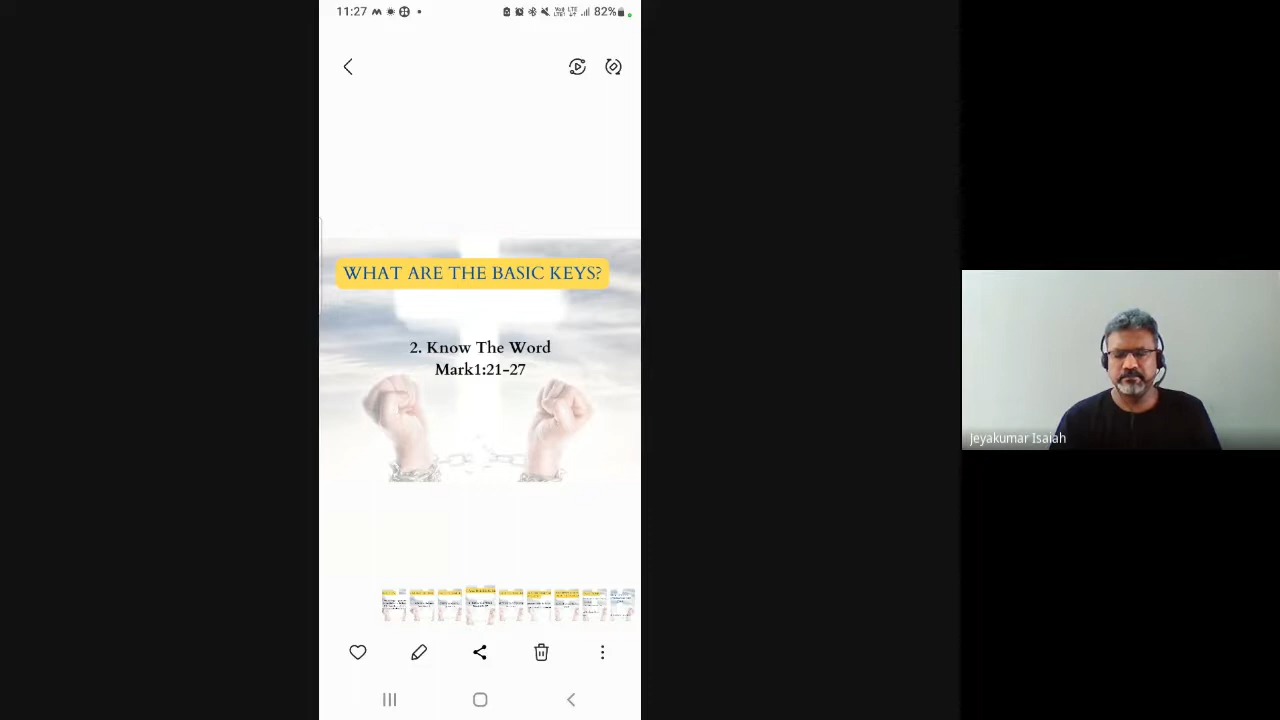 11:27
82%
WHAT ARE THE BASIC KEYS?
2. Know The Word
Mark1:21-27
Jeyakumar Isaiah